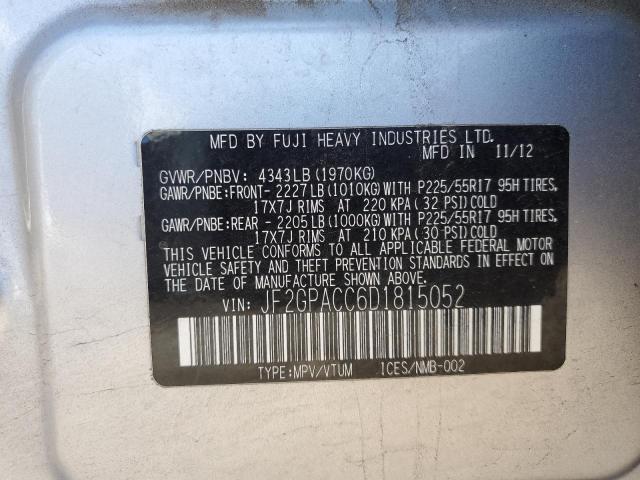 MFD BY FUJI HEAVY INDUSTRIES LTD.
MFD IN 11/12
GVWR/PNBV: 4343LB (1970KG)
GAWR/PNBE:FRONT- 2227LB (1010KG) WITH P225/55R17 95H TIRES,
17X7J RIMS AT 220 KPA ( 32 PSI) COLD
GAWR/PNBE:REAR - 2205LB (1000KG) WITH P225/55R17 95H TIRES,
17X7J RIMS AT 210 KPA ( 30 PSI) COLD
THIS VEHICLE CONFORMS TO ALL APPLICABLE FEDERAL MOTOR
VEHICLE SAFETY AND THEFT PREVENTION STANDARDS IN EFFECT
ON THE DATE OF MANUFACTURE SHOWN ABOVE.
VIN: JF2GPACC6D1815052
TYPE:MPV/VTUM ICES/NMB-002